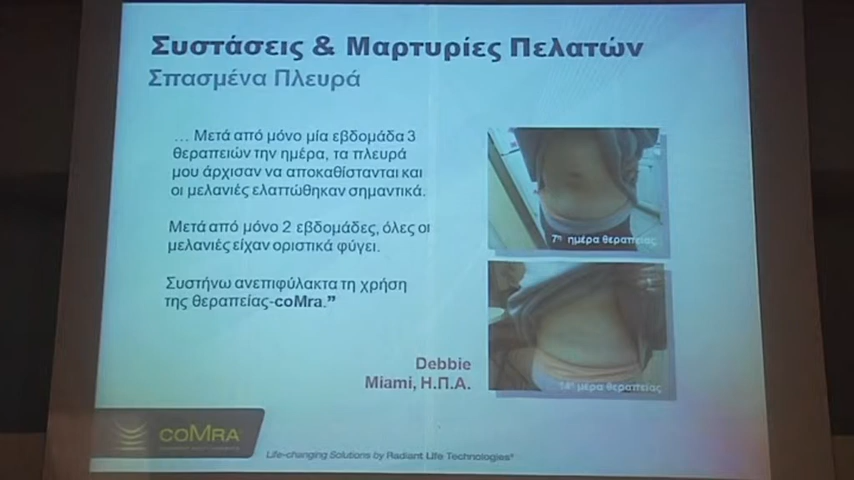 Συστάσεις & Μαρτυρίες Πελατών
Σπασμένα Πλευρά
... Μετά από μόνο μία εβδομάδα 3
θεραπειών την ημέρα, τα πλευρά
μου άρχισαν να αποκαθίστανται και
οι μελανιές ελαττώθηκαν σημαντικά.
Μετά από μόνο 2 εβδομάδες, όλες οι
μελανιές είχαν οριστικά φύγει.
Συστήνω ανεπιφύλακτα τη χρήση
της θεραπείας-coMra.”
Debbie
Miami, Η.Π.Α.
7η ημέρα θεραπείας
14η μέρα θεραπείας
coMra
Life-changing Solutions by Radiant Life Technologies